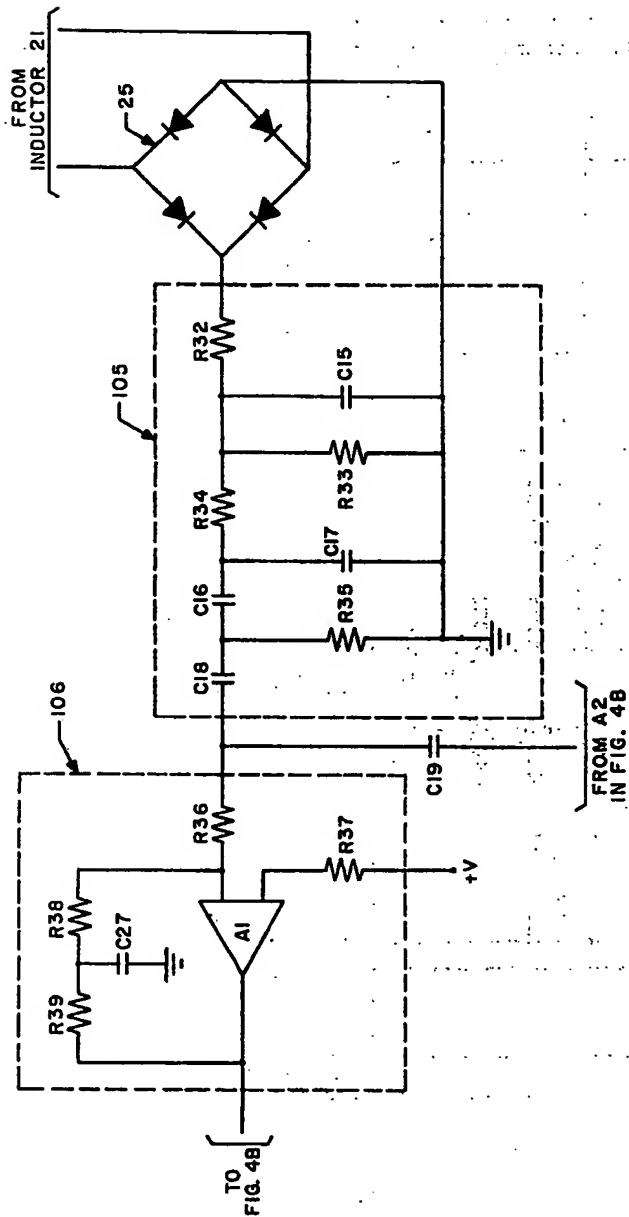 FROM
INDUCTOR 21
25
105
R32
C15
R33
R34
C17
C16
R35
C18
106
R36
C19
FROM A2
IN FIG. 4B
R37
+V
A1
R38
C27
R39
TO
FIG. 4B